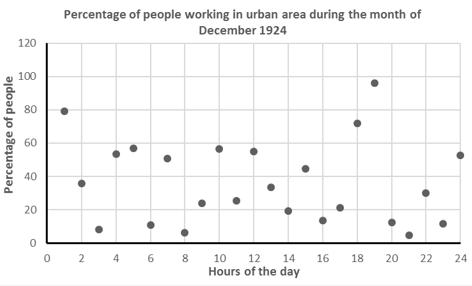 Percentage of people working in urban area during the month of
December 1924
120
100
80
60
40
20
0
Percentage of people
0 2 4 6 8 10 12 14 16 18 20 22 24
Hours of the day